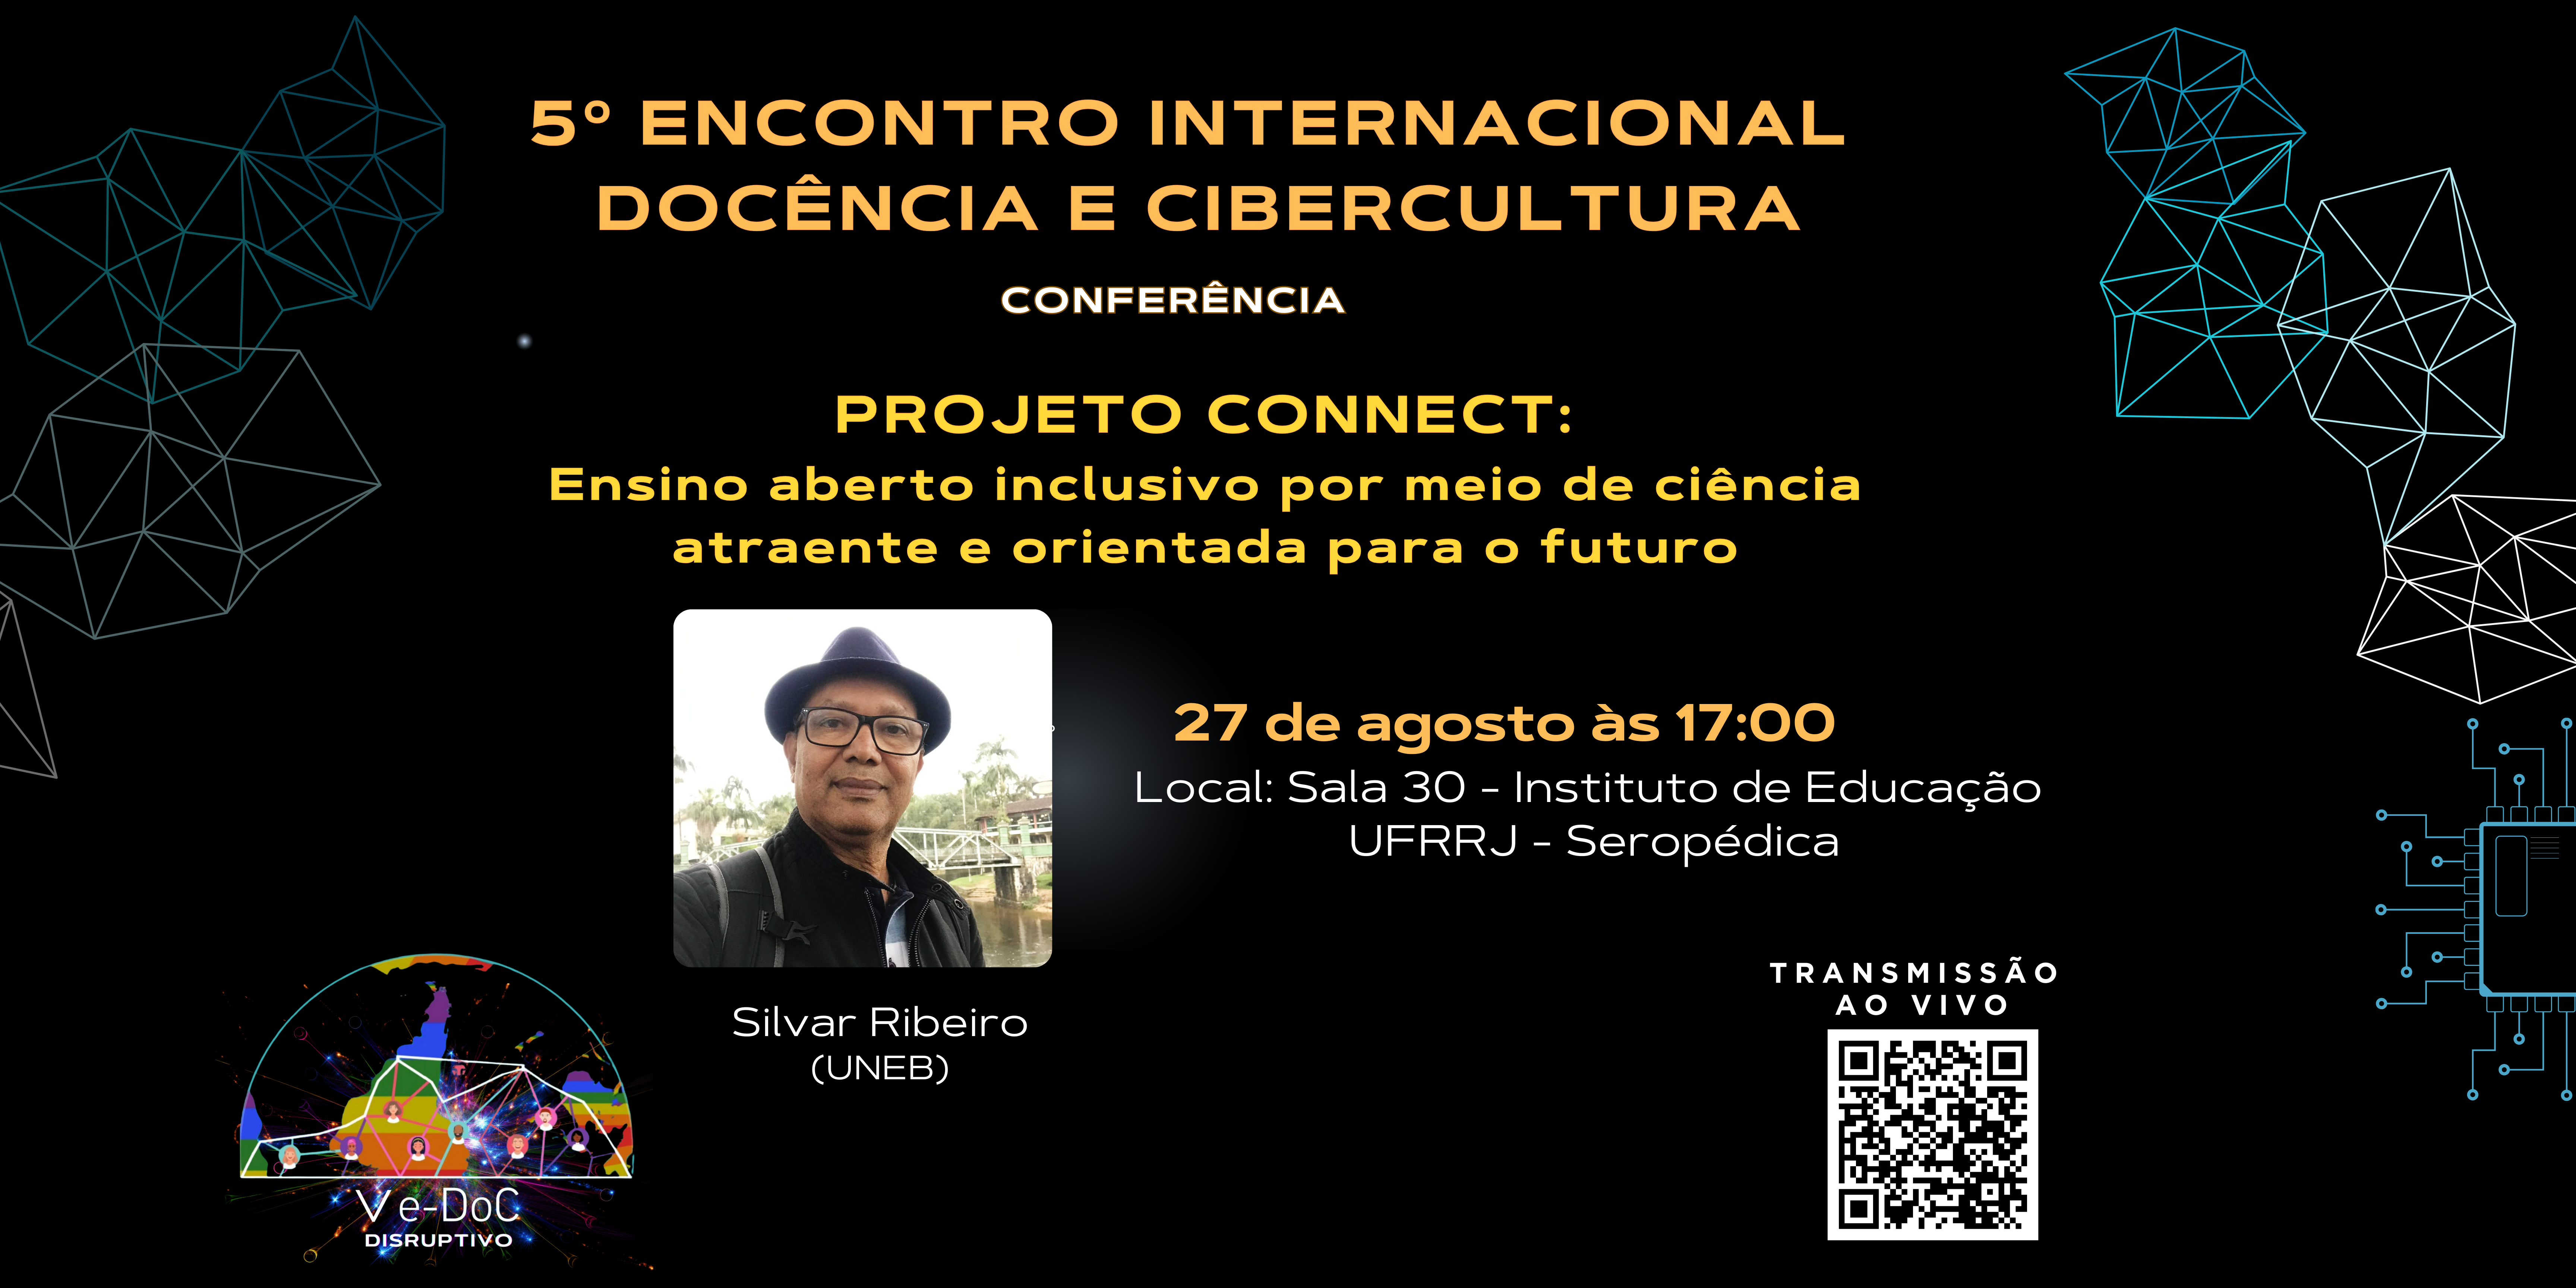 5º ENCONTRO INTERNACIONAL
DOCÊNCIA E CIBERCULTURA
CONFERÊNCIA
PROJETO CONNECT:
Ensino aberto inclusivo por meio de ciência
atraente e orientada para o futuro
27 de agosto às 17:00
Local: Sala 30 - Instituto de Educação
UFRRJ - Seropédica
Silvar Ribeiro
(UNEB)
TRANSMISSÃO
AO VIVO
V e-DoC
DISRUPTIVO